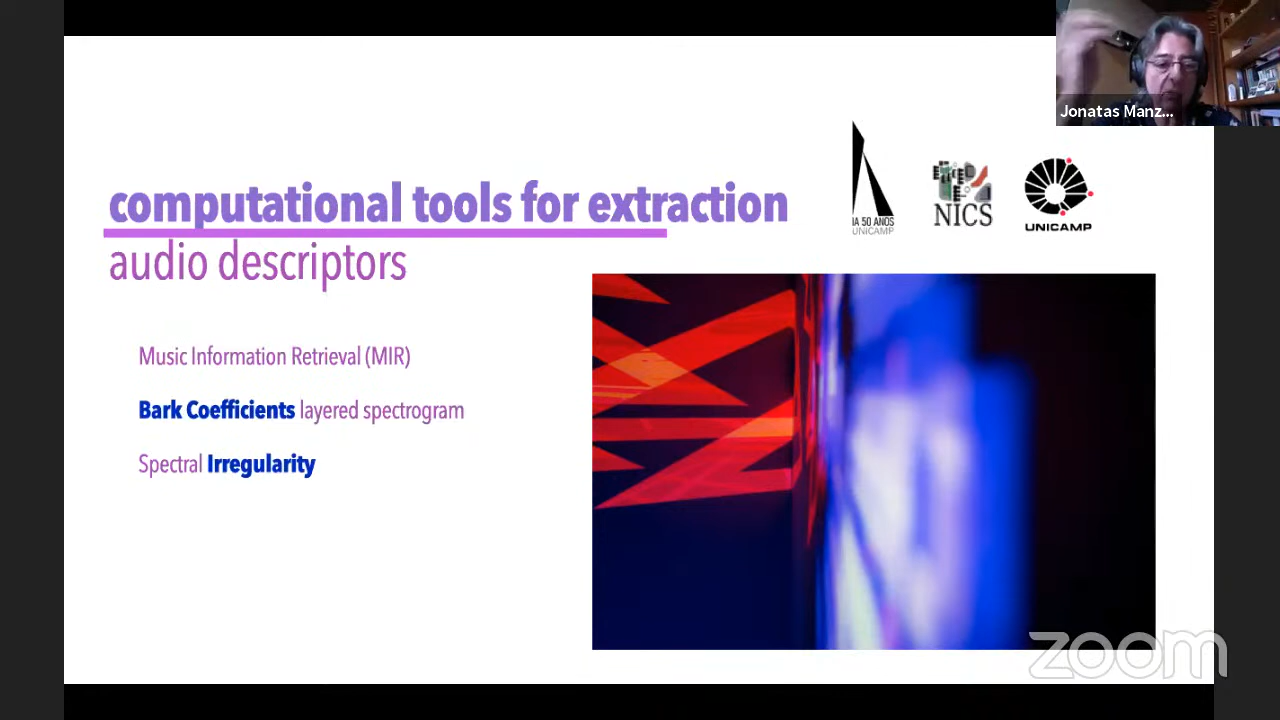 Jonatas Manz...
computational tools for extraction
audio descriptors
IA 50 ANOS
UNICAMP
NICS
UNICAMP
Music Information Retrieval (MIR)
Bark Coefficients layered spectrogram
Spectral Irregularity
zoom